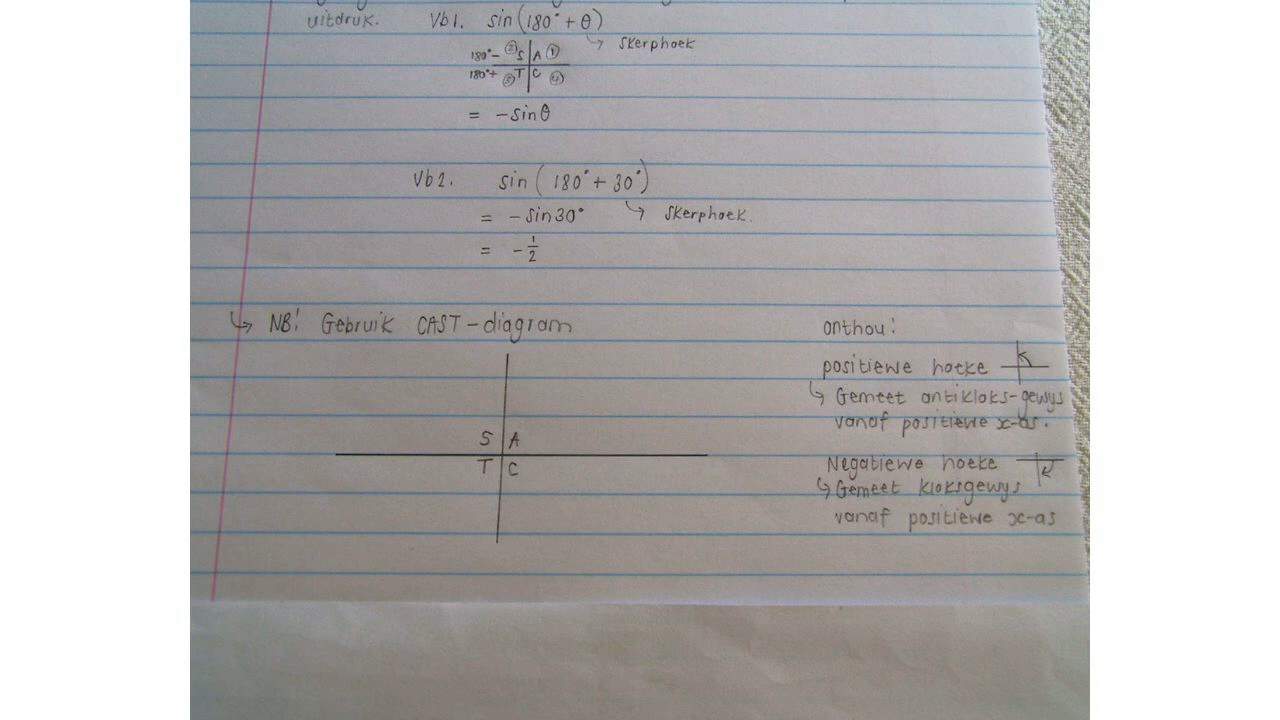 uitdruk. Vb1. sin(180° + θ)
↳ Skerphoek
180°- ② S A ①
180°+ ③ T C ④
= -sinθ
Vb2. sin(180° + 30°)
= -sin30° ↳ Skerphoek.
= -1/2
↳ NB! Gebruik CAST-diagram
S A
T C
Onthou!
positiewe hoeke
↳ Gemeet antikloks-gewys
vanaf positiewe x-as.
Negatiewe hoeke
↳ Gemeet kloksgewys
vanaf positiewe x-as